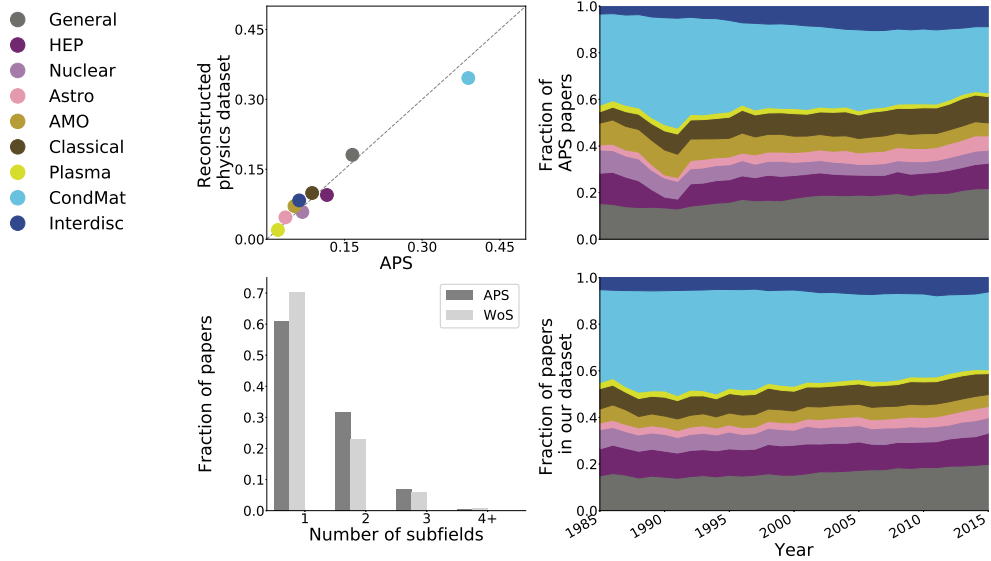 General
HEP
Nuclear
Astro
AMO
Classical
Plasma
CondMat
Interdisc
Reconstructed
physics dataset
0.45
0.30
0.15
0.00
0.15
0.30
0.45
APS
Fraction of
APS papers
1.0
0.8
0.6
0.4
0.2
0.0
Fraction of papers
0.7
0.6
0.5
0.4
0.3
0.2
0.1
0.0
APS
WoS
1
2
3
4+
Number of subfields
Fraction of papers
in our dataset
1.0
0.8
0.6
0.4
0.2
0.0
1985
1990
1995
2000
2005
2010
2015
Year